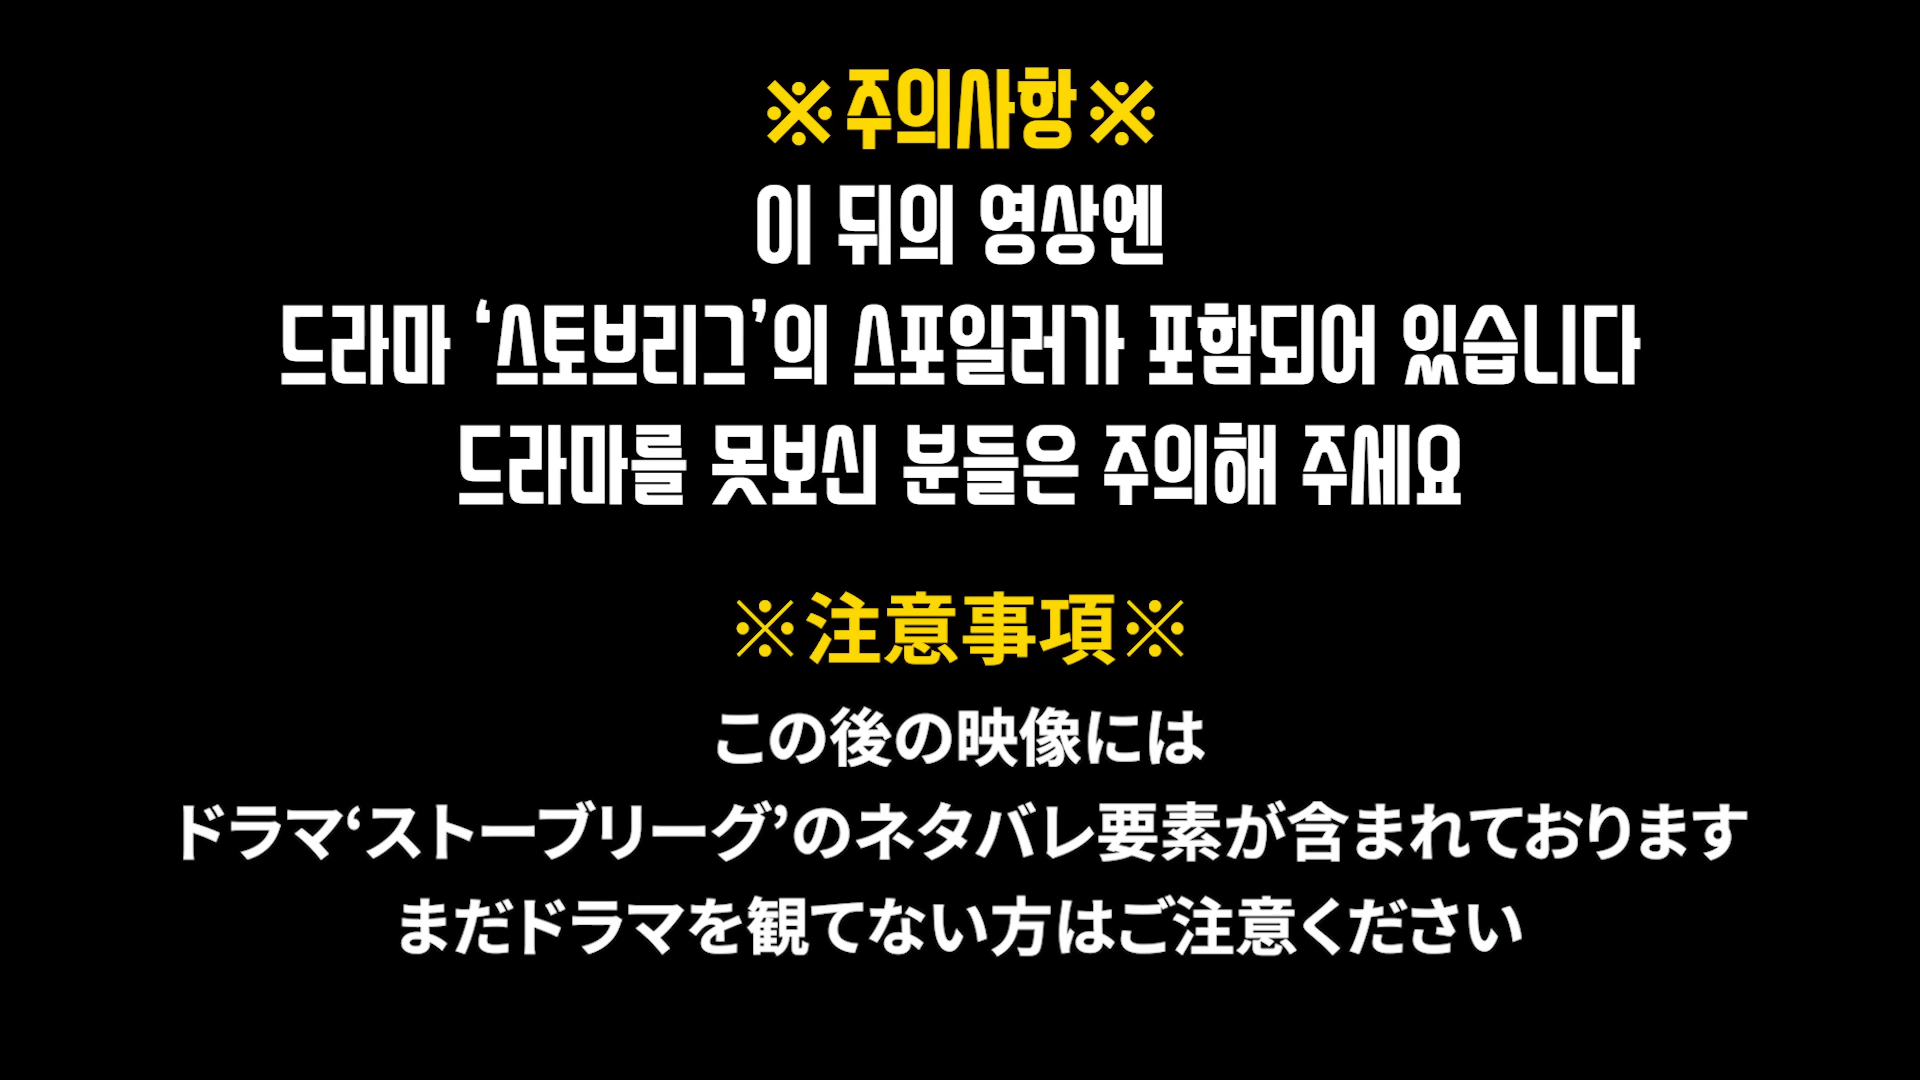 ※주의사항※
이 뒤의 영상엔
드라마 ‘스토브리그’의 스포일러가 포함되어 있습니다
드라마를 못보신 분들은 주의해 주세요
※注意事項※
この後の映像には
ドラマ‘ストーブリーグ’のネタバレ要素が含まれております
まだドラマを観てない方はご注意ください